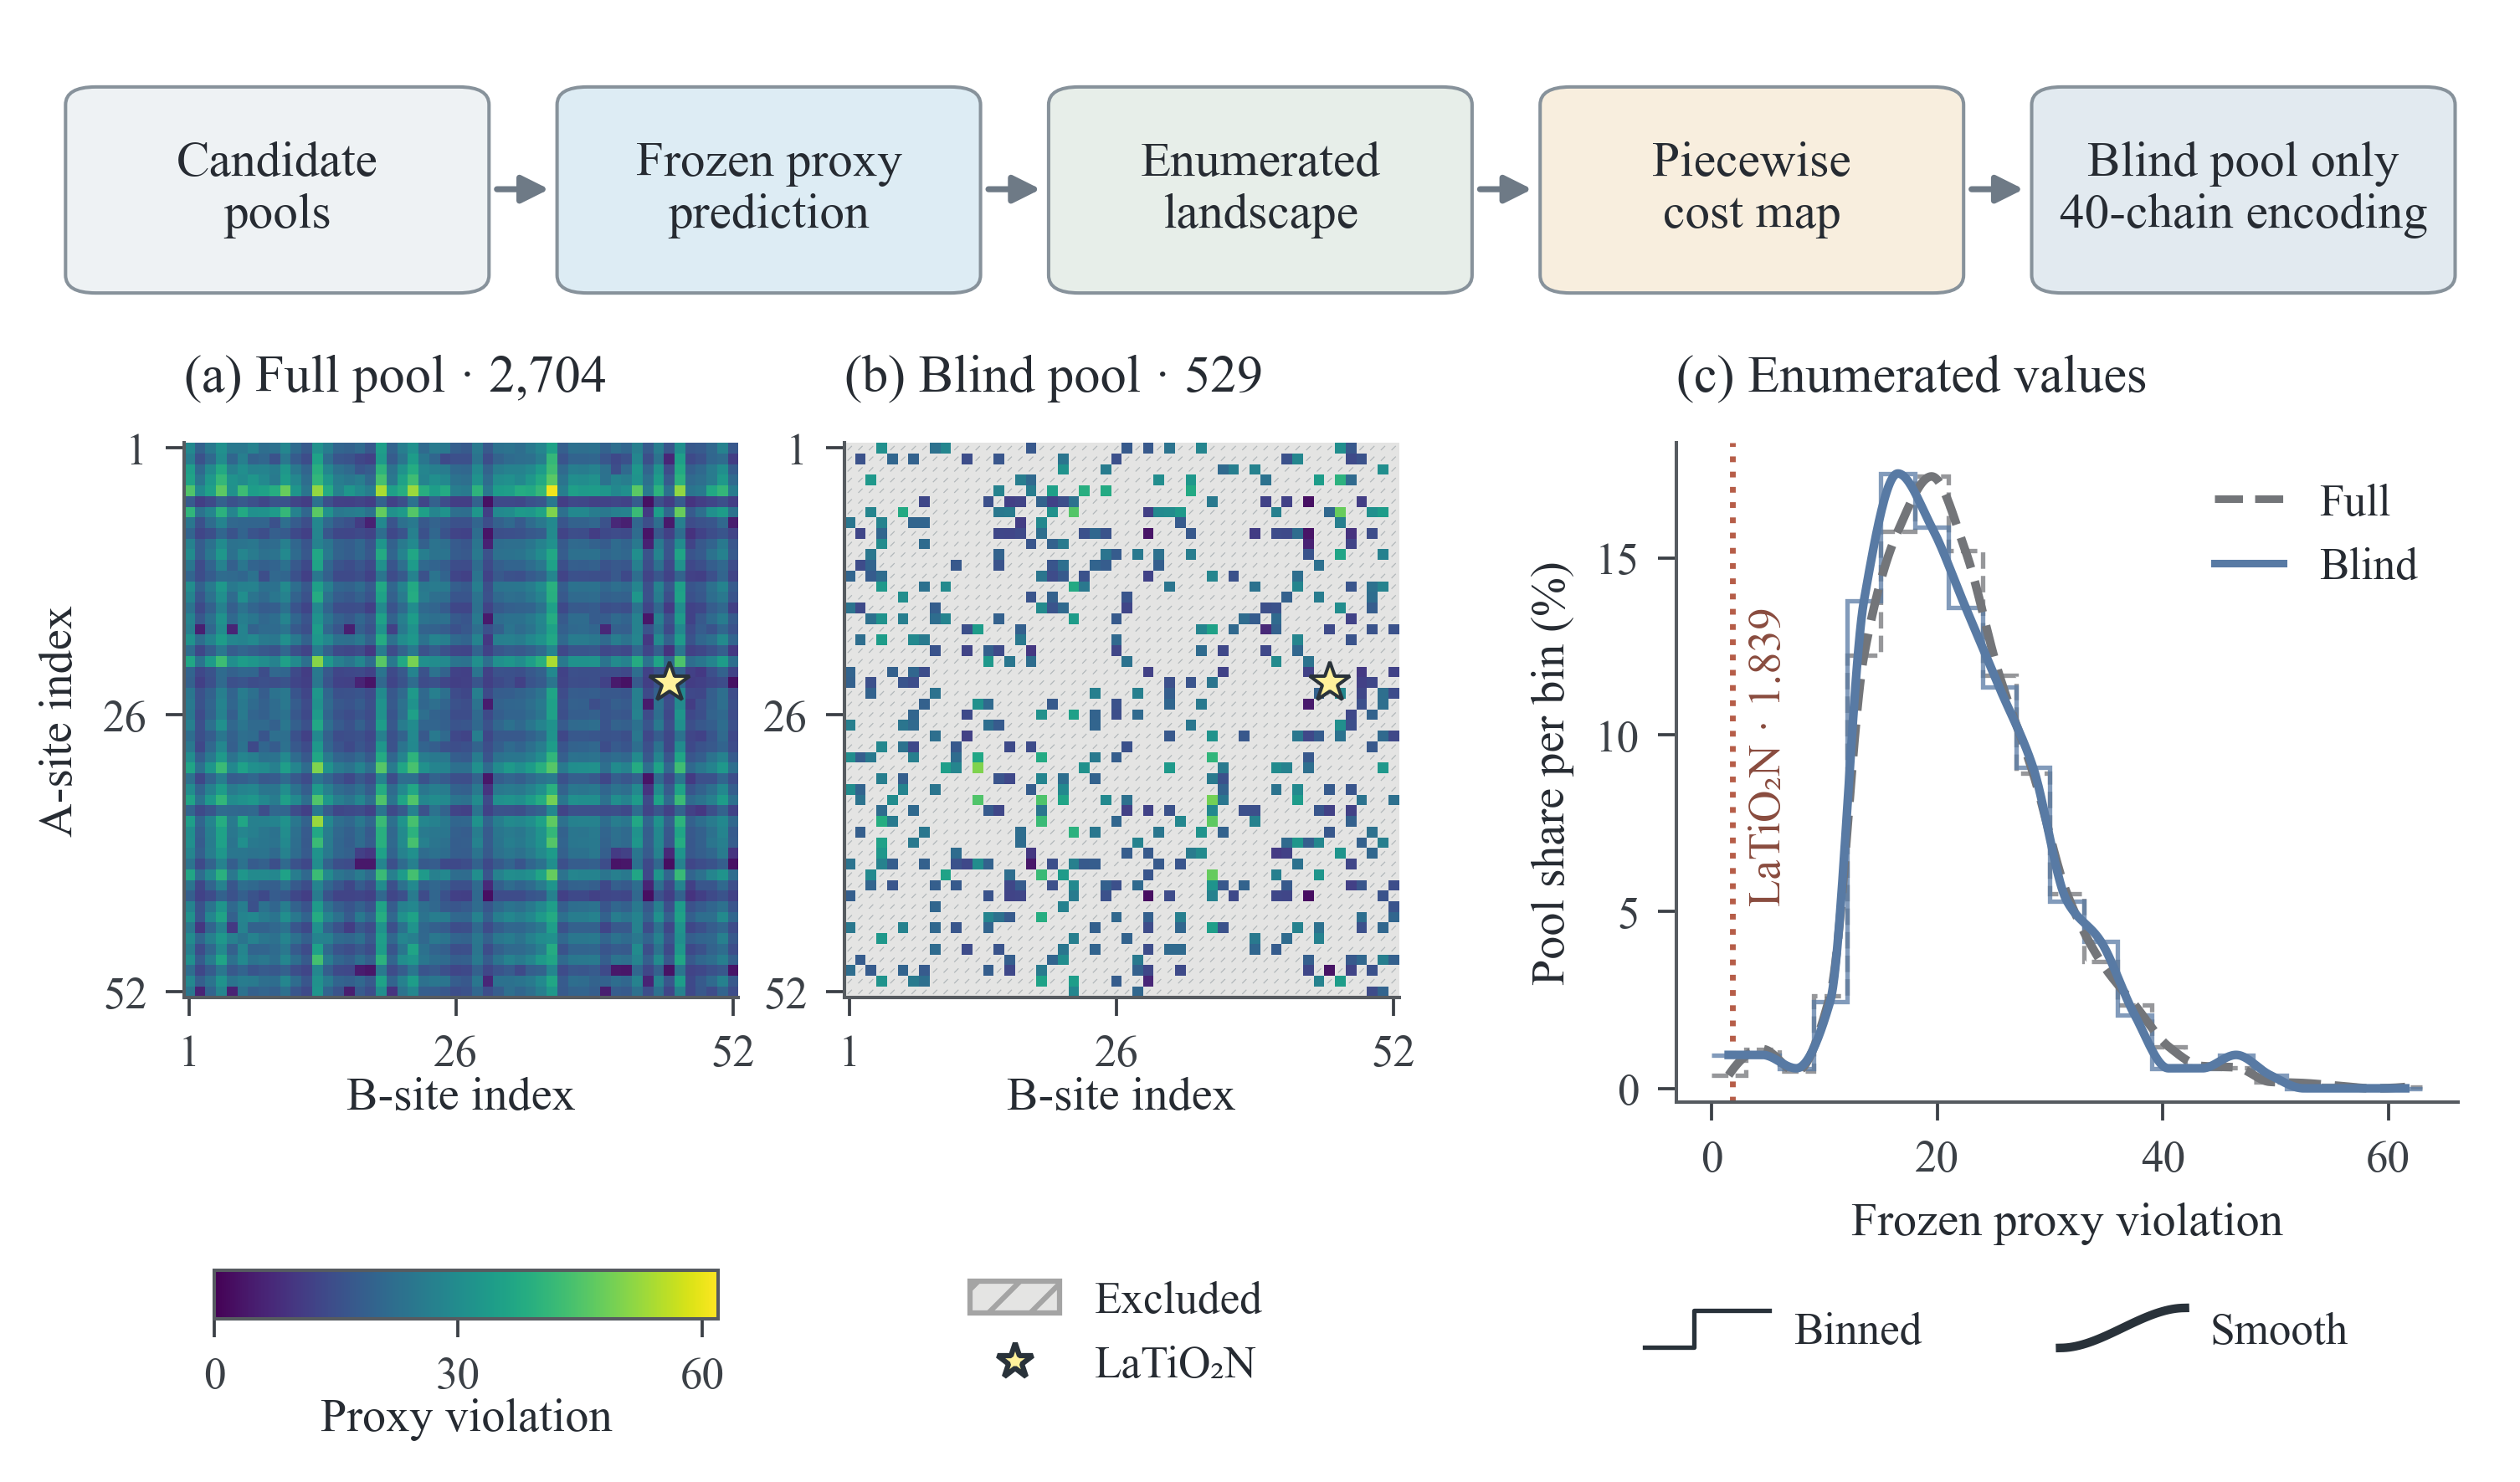 Candidate
pools
Frozen proxy
prediction
Enumerated
landscape
Piecewise
cost map
Blind pool only
40-chain encoding
(a) Full pool · 2,704
(b) Blind pool · 529
(c) Enumerated values
A-site index
1
26
52
1
26
52
B-site index
1
26
52
1
26
52
B-site index
Pool share per bin (%)
15
10
5
0
LaTiO₂N · 1.839
Full
Blind
0
20
40
60
Frozen proxy violation
0
30
60
Proxy violation
Excluded
LaTiO₂N
Binned
Smooth